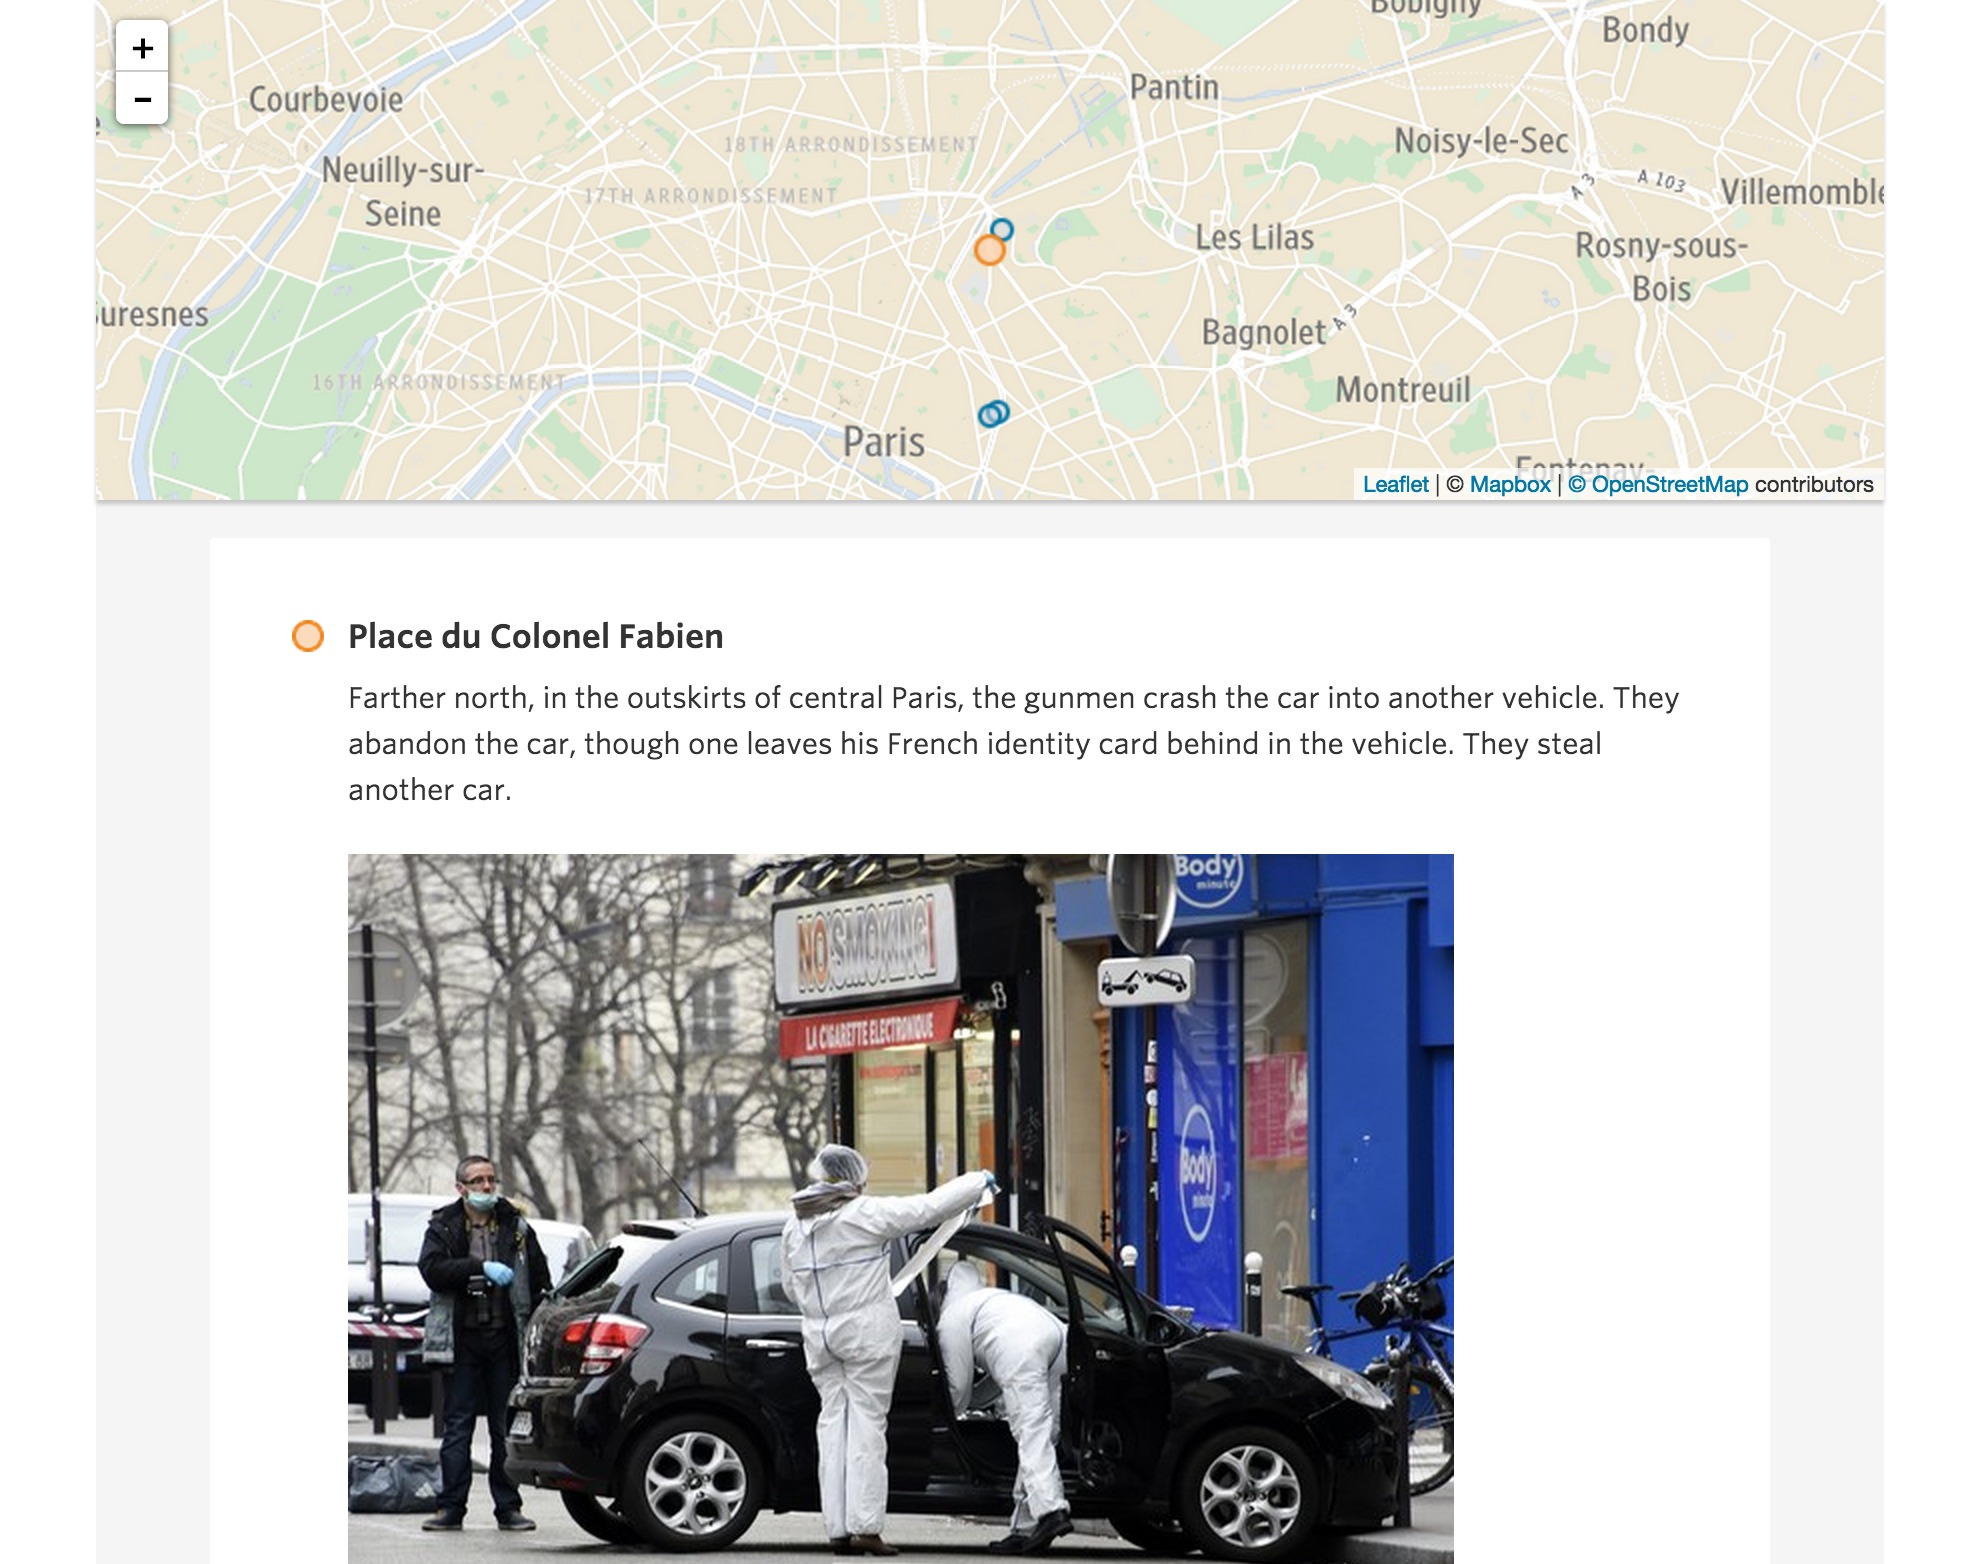 Bobigny
Bondy
+
−
Courbevoie
Pantin
18TH ARRONDISSEMENT
Noisy-le-Sec
Neuilly-sur-
Seine
17TH ARRONDISSEMENT
A 3
A 103
Villemomble
Les Lilas
Rosny-sous-
Bois
uresnes
Bagnolet
A 3
16TH ARRONDISSEMENT
Montreuil
Paris
Fontenay-
Leaflet | © Mapbox | © OpenStreetMap contributors
Place du Colonel Fabien
Farther north, in the outskirts of central Paris, the gunmen crash the car into another vehicle. They
abandon the car, though one leaves his French identity card behind in the vehicle. They steal
another car.
Body
minute
NO SMOKING!
LA CIGARETTE ELECTRONIQUE
Body
minute